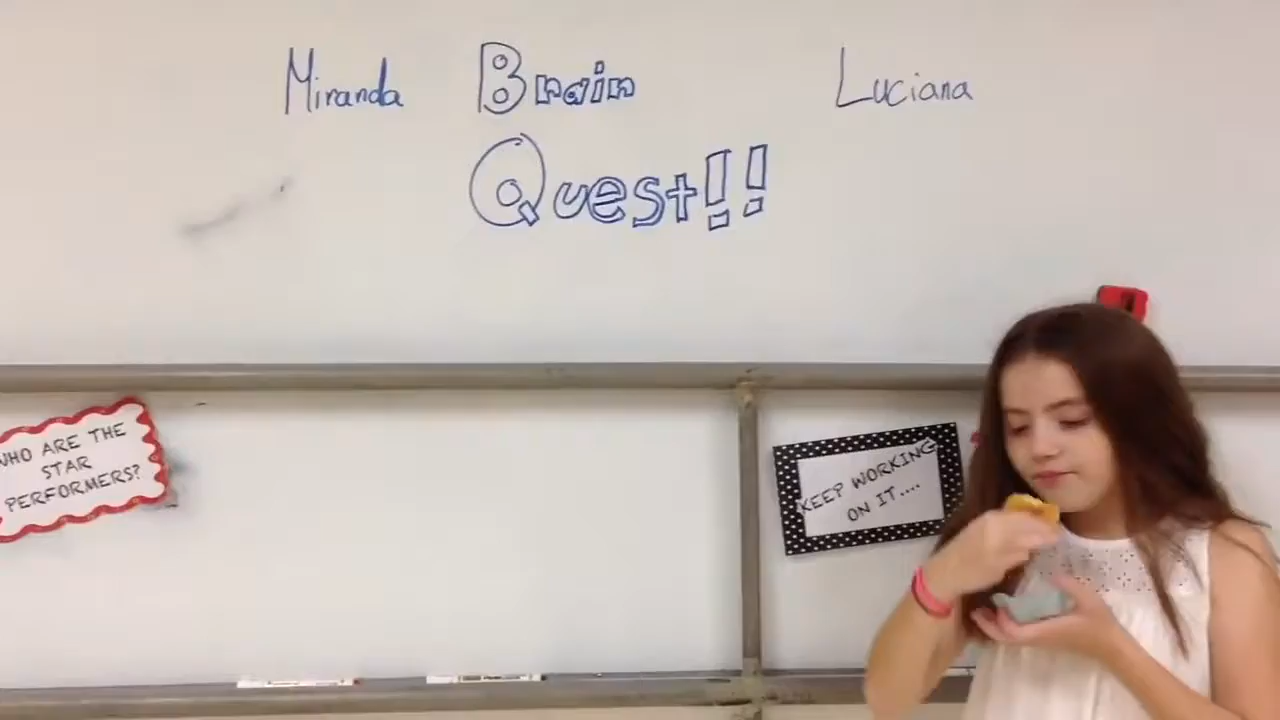 Miranda Brain Luciana
Quest!!
WHO ARE THE
STAR
PERFORMERS?
KEEP WORKING
ON IT....